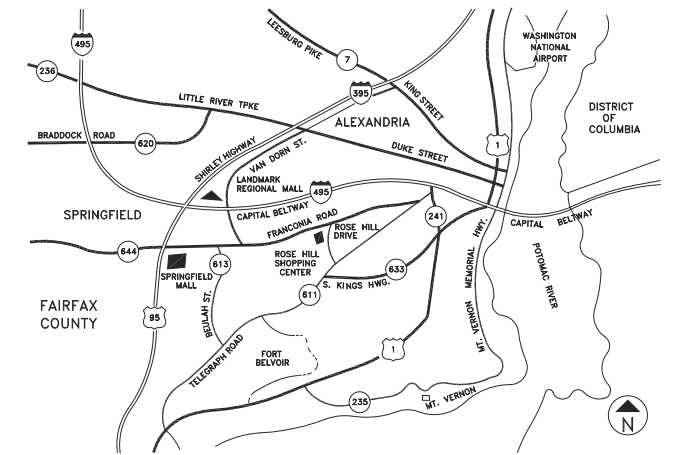 LEESBURG PIKE
WASHINGTON
NATIONAL
AIRPORT
495
7
236
395
KING STREET
LITTLE RIVER TPKE
DISTRICT
OF
COLUMBIA
ALEXANDRIA
BRADDOCK ROAD
620
SHIRLEY HIGHWAY
VAN DORN ST.
DUKE STREET
1
LANDMARK
REGIONAL MALL
495
SPRINGFIELD
CAPITAL BELTWAY
FRANCONIA ROAD
241
CAPITAL BELTWAY
ROSE HILL
DRIVE
644
613
ROSE HILL
SHOPPING
CENTER
SPRINGFIELD
MALL
633
S. KINGS HWG.
611
MT. VERNON MEMORIAL HWY.
POTOMAC RIVER
FAIRFAX
COUNTY
95
BEULAH ST.
TELEGRAPH ROAD
FORT
BELVOIR
1
235
MT. VERNON
N